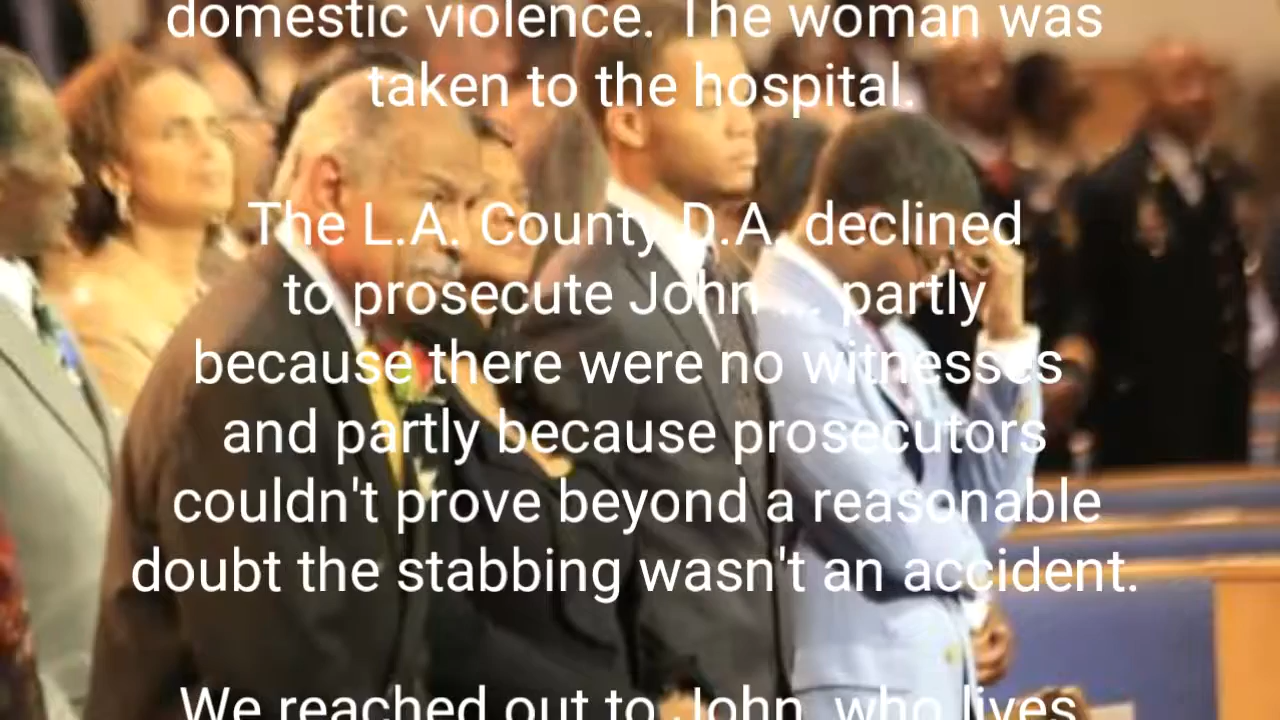 domestic violence. The woman was
taken to the hospital.
The L.A. County D.A. declined
to prosecute John ... partly
because there were no witnesses
and partly because prosecutors
couldn't prove beyond a reasonable
doubt the stabbing wasn't an accident.
We reached out to John, who lives